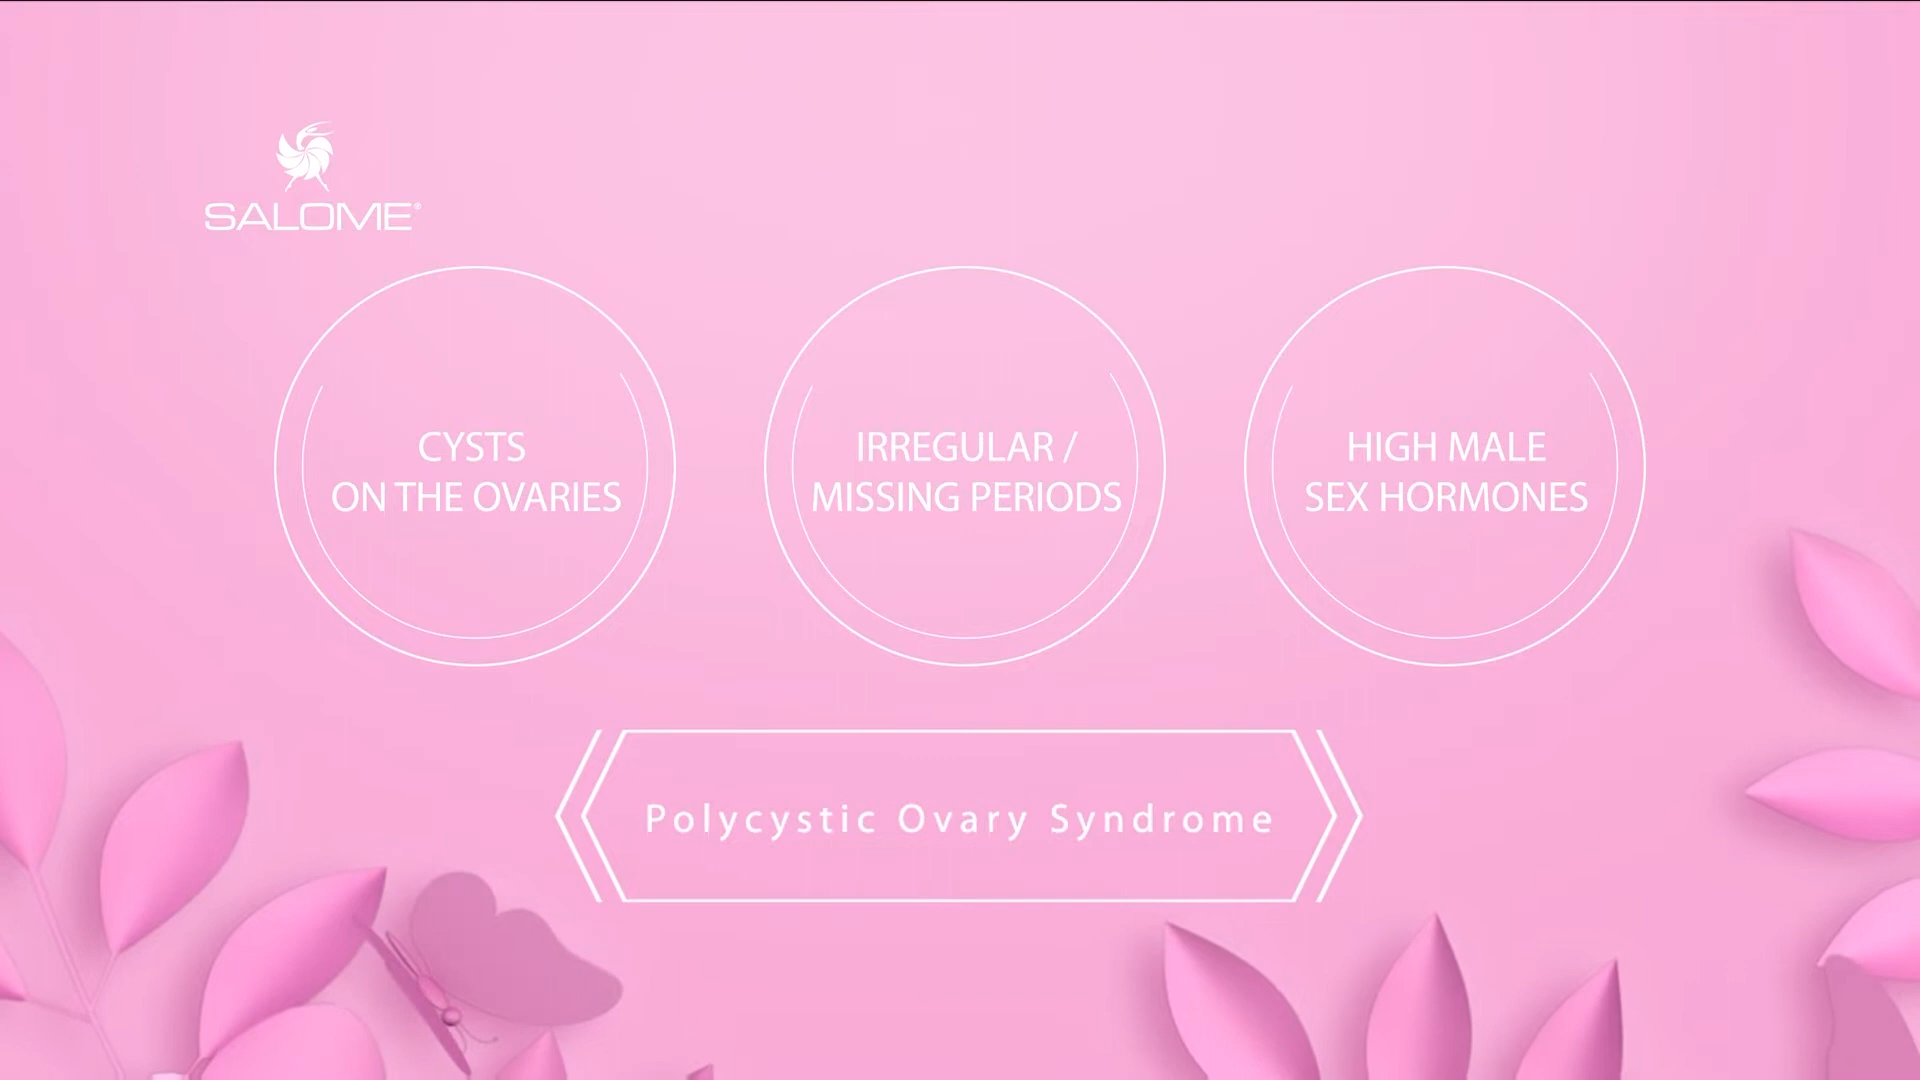 SALOME®
CYSTS
ON THE OVARIES
IRREGULAR /
MISSING PERIODS
HIGH MALE
SEX HORMONES
Polycystic Ovary Syndrome